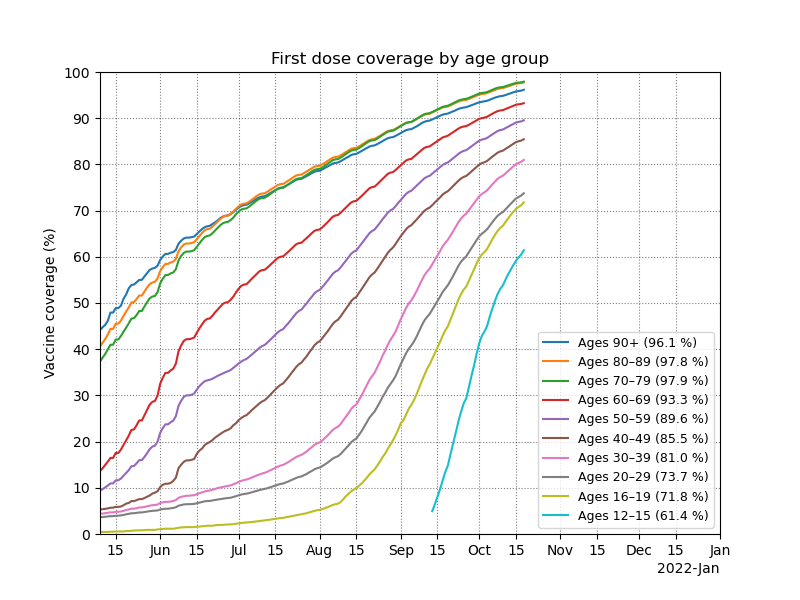 First dose coverage by age group
Vaccine coverage (%)
100
90
80
70
60
50
40
30
20
10
0
15 Jun 15 Jul 15 Aug 15 Sep 15 Oct 15 Nov 15 Dec 15 Jan
2022-Jan
Ages 90+ (96.1 %)
Ages 80–89 (97.8 %)
Ages 70–79 (97.9 %)
Ages 60–69 (93.3 %)
Ages 50–59 (89.6 %)
Ages 40–49 (85.5 %)
Ages 30–39 (81.0 %)
Ages 20–29 (73.7 %)
Ages 16–19 (71.8 %)
Ages 12–15 (61.4 %)